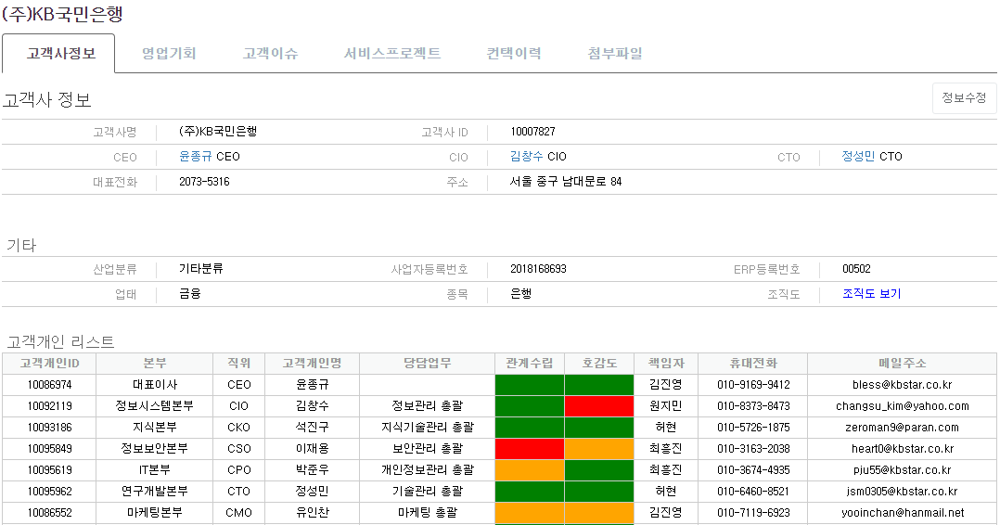 (주)KB국민은행
고객사정보 영업기회 고객이슈 서비스프로젝트 컨택이력 첨부파일
고객사 정보 정보수정
고객사명 (주)KB국민은행 고객사 ID 10007827
CEO 윤종규 CEO CIO 김창수 CIO CTO 정성민 CTO
대표전화 2073-5316 주소 서울 중구 남대문로 84
기타
산업분류 기타분류 사업자등록번호 2018168693 ERP등록번호 00502
업태 금융 종목 은행 조직도 조직도 보기
고객개인 리스트
고객개인ID 본부 직위 고객개인명 담담업무 관계수립 호감도 책임자 휴대전화 메일주소
10086974 대표이사 CEO 윤종규 김진영 010-9169-9412 bless@kbstar.co.kr
10092119 정보시스템본부 CIO 김창수 정보관리 총괄 원지민 010-8373-8473 changsu_kim@yahoo.com
10093186 지식본부 CKO 석진구 지식기술관리 총괄 허현 010-5726-1875 zeroman9@paran.com
10095849 정보보안본부 CSO 이재용 보안관리 총괄 최홍진 010-3163-2038 heart0@kbstar.co.kr
10095619 IT본부 CPO 박준우 개인정보관리 총괄 최홍진 010-3674-4935 pju55@kbstar.co.kr
10095962 연구개발본부 CTO 정성민 기술관리 총괄 허현 010-6460-8521 jsm0305@kbstar.co.kr
10086552 마케팅본부 CMO 유인찬 마케팅 총괄 김진영 010-7119-6923 yooinchan@hanmail.net